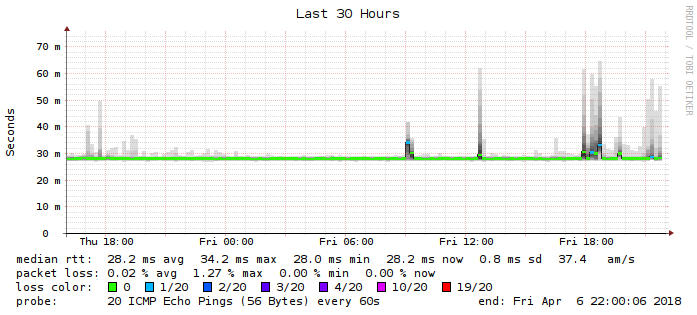 Last 30 Hours
RRDTOOL / TOBI OETIKER
Seconds
70 m
60 m
50 m
40 m
30 m
20 m
10 m
0
Thu 18:00 Fri 00:00 Fri 06:00 Fri 12:00 Fri 18:00
median rtt: 28.2 ms avg 34.2 ms max 28.0 ms min 28.2 ms now 0.8 ms sd 37.4 am/s
packet loss: 0.02 % avg 1.27 % max 0.00 % min 0.00 % now
loss color: 0 1/20 2/20 3/20 4/20 10/20 19/20
probe: 20 ICMP Echo Pings (56 Bytes) every 60s end: Fri Apr 6 22:00:06 2018